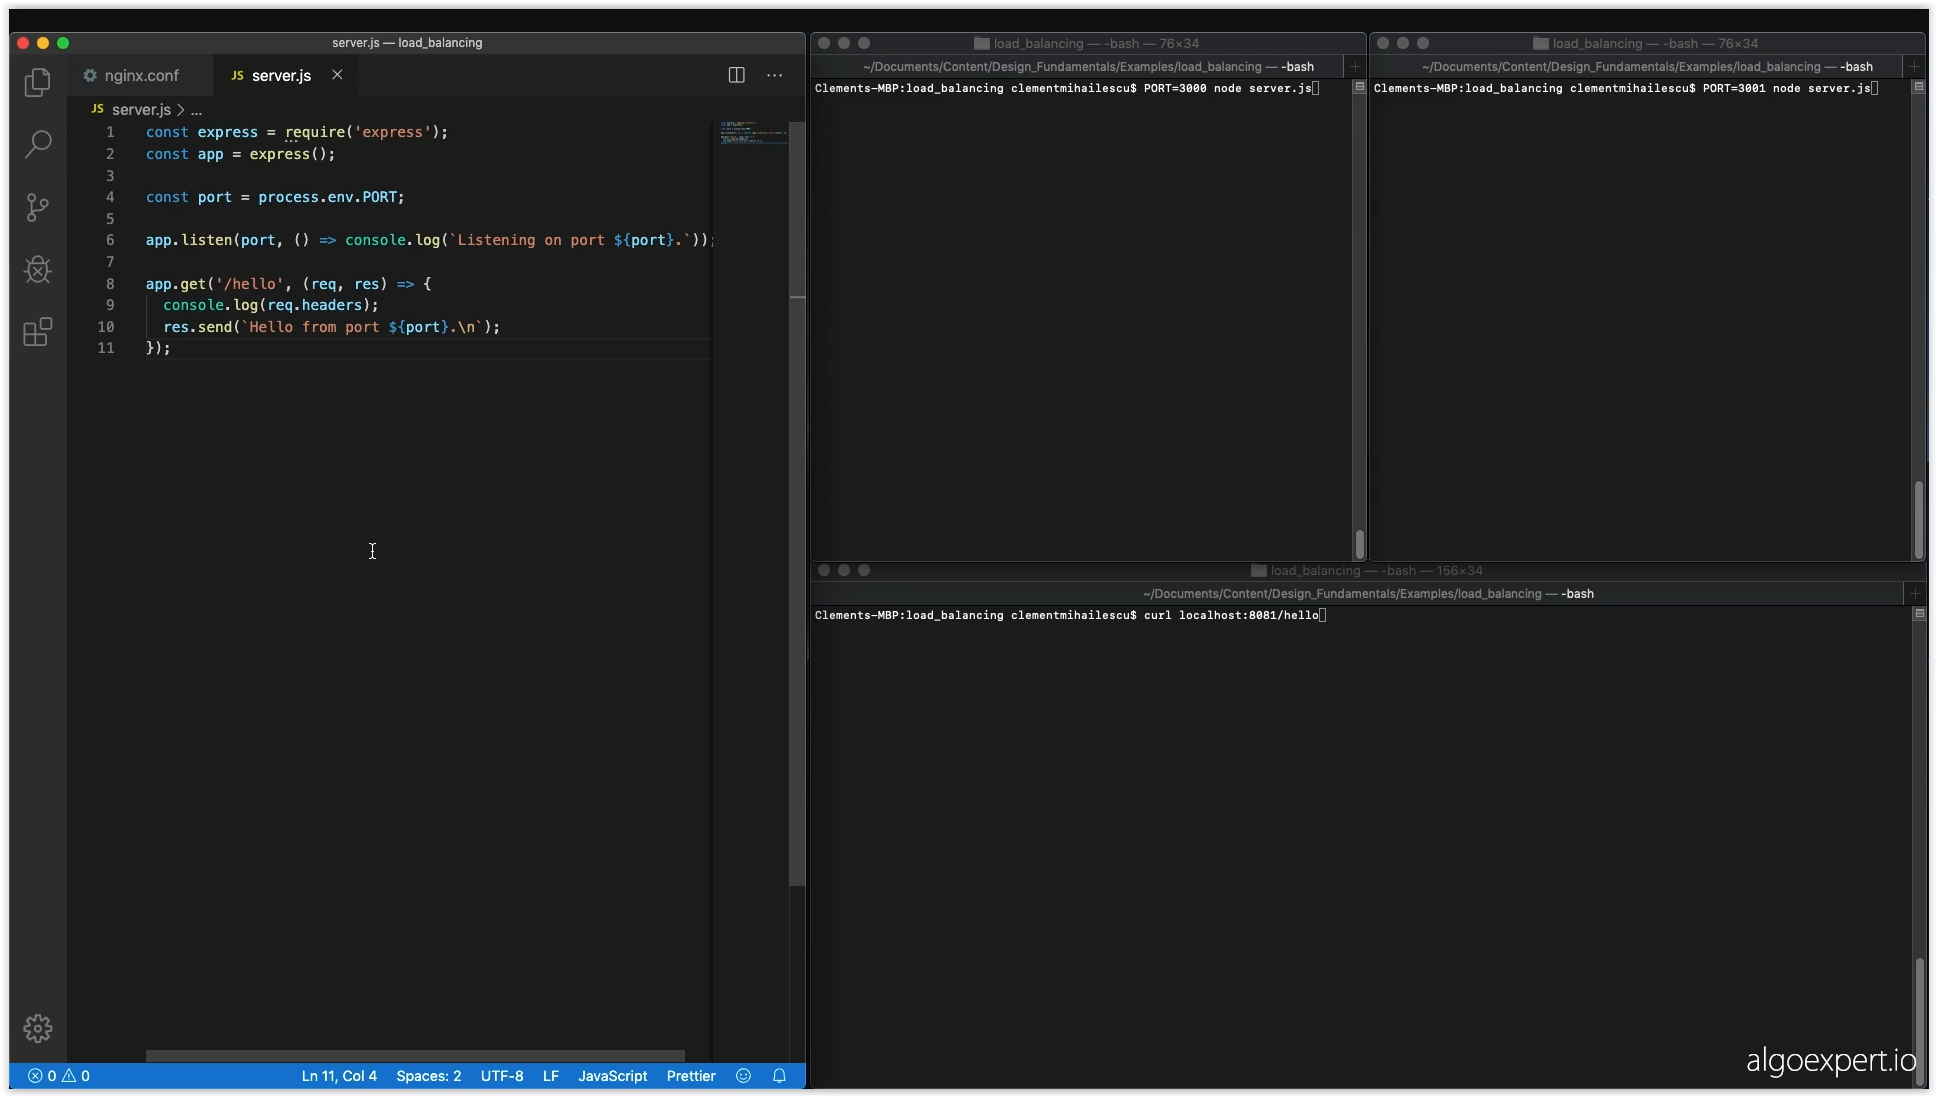 server.js — load_balancing
nginx.conf
JS server.js
JS server.js > ...
1 const express = require('express');
2 const app = express();
3
4 const port = process.env.PORT;
5
6 app.listen(port, () => console.log(`Listening on port ${port}.`));
7
8 app.get('/hello', (req, res) => {
9 console.log(req.headers);
10 res.send(`Hello from port ${port}.\n`);
11 });
0 0 Ln 11, Col 4 Spaces: 2 UTF-8 LF JavaScript Prettier
load_balancing — -bash — 76×34
~/Documents/Content/Design_Fundamentals/Examples/load_balancing — -bash
Clements-MBP:load_balancing clementmihailescu$ PORT=3000 node server.js
load_balancing — -bash — 76×34
~/Documents/Content/Design_Fundamentals/Examples/load_balancing — -bash
Clements-MBP:load_balancing clementmihailescu$ PORT=3001 node server.js
load_balancing — -bash — 156×34
~/Documents/Content/Design_Fundamentals/Examples/load_balancing — -bash
Clements-MBP:load_balancing clementmihailescu$ curl localhost:8081/hello
algoexpert.io